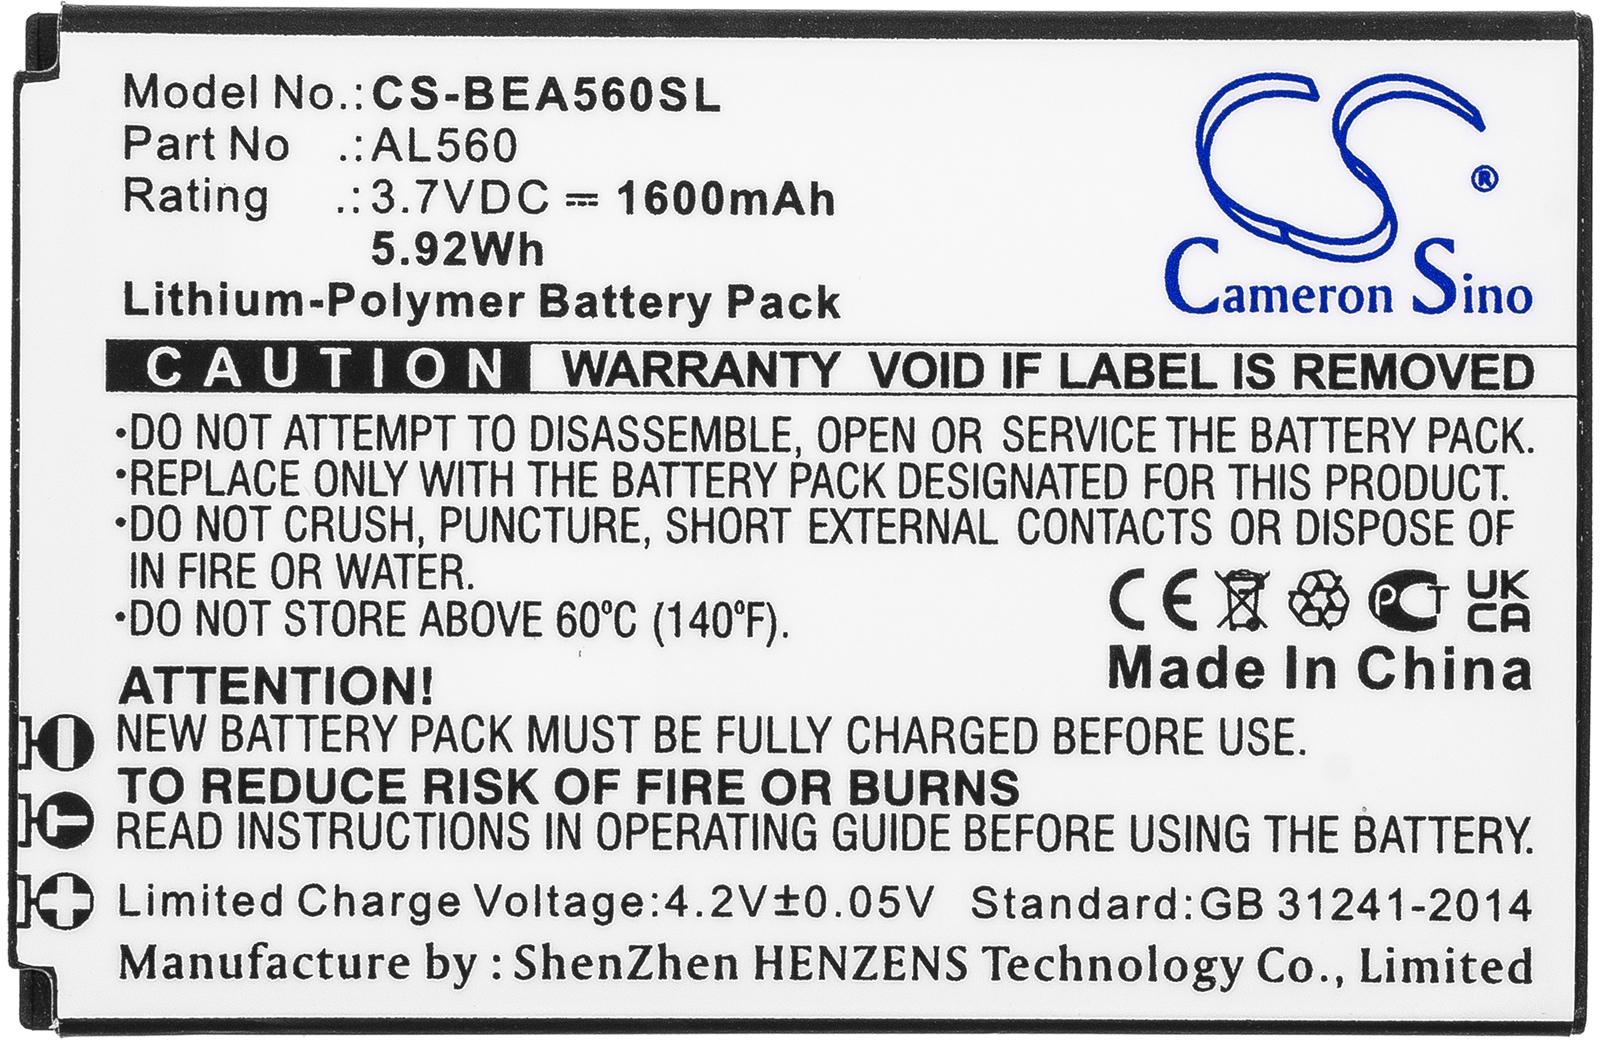 Model No.:CS-BEA560SL
Part No .:AL560
Rating .:3.7VDC ⎓ 1600mAh
5.92Wh
Lithium-Polymer Battery Pack
CS®
Cameron Sino
CAUTION WARRANTY VOID IF LABEL IS REMOVED
•DO NOT ATTEMPT TO DISASSEMBLE, OPEN OR SERVICE THE BATTERY PACK.
•REPLACE ONLY WITH THE BATTERY PACK DESIGNATED FOR THIS PRODUCT.
•DO NOT CRUSH, PUNCTURE, SHORT EXTERNAL CONTACTS OR DISPOSE OF
IN FIRE OR WATER.
•DO NOT STORE ABOVE 60°C (140°F).
CE PCT UK
CA
Made In China
ATTENTION!
NEW BATTERY PACK MUST BE FULLY CHARGED BEFORE USE.
TO REDUCE RISK OF FIRE OR BURNS
READ INSTRUCTIONS IN OPERATING GUIDE BEFORE USING THE BATTERY.
− T +
Limited Charge Voltage:4.2V±0.05V Standard:GB 31241-2014
Manufacture by : ShenZhen HENZENS Technology Co., Limited